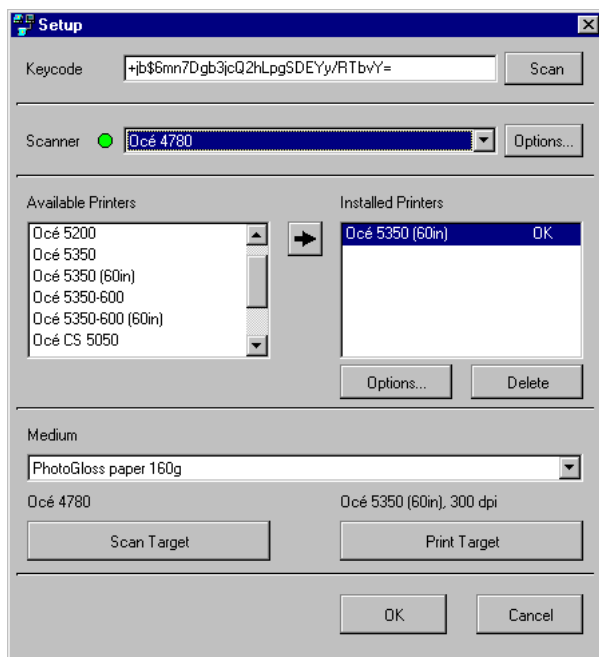 Setup
Keycode +jb$6mn7Dgb3jcQ2hLpgSDEYy/RTbvY= Scan
Scanner Océ 4780 Options...
Available Printers Installed Printers
Océ 5200 Océ 5350 (60in) OK
Océ 5350
Océ 5350 (60in)
Océ 5350-600
Océ 5350-600 (60in)
Océ CS 5050
Options... Delete
Medium
PhotoGloss paper 160g
Océ 4780 Océ 5350 (60in), 300 dpi
Scan Target Print Target
OK Cancel